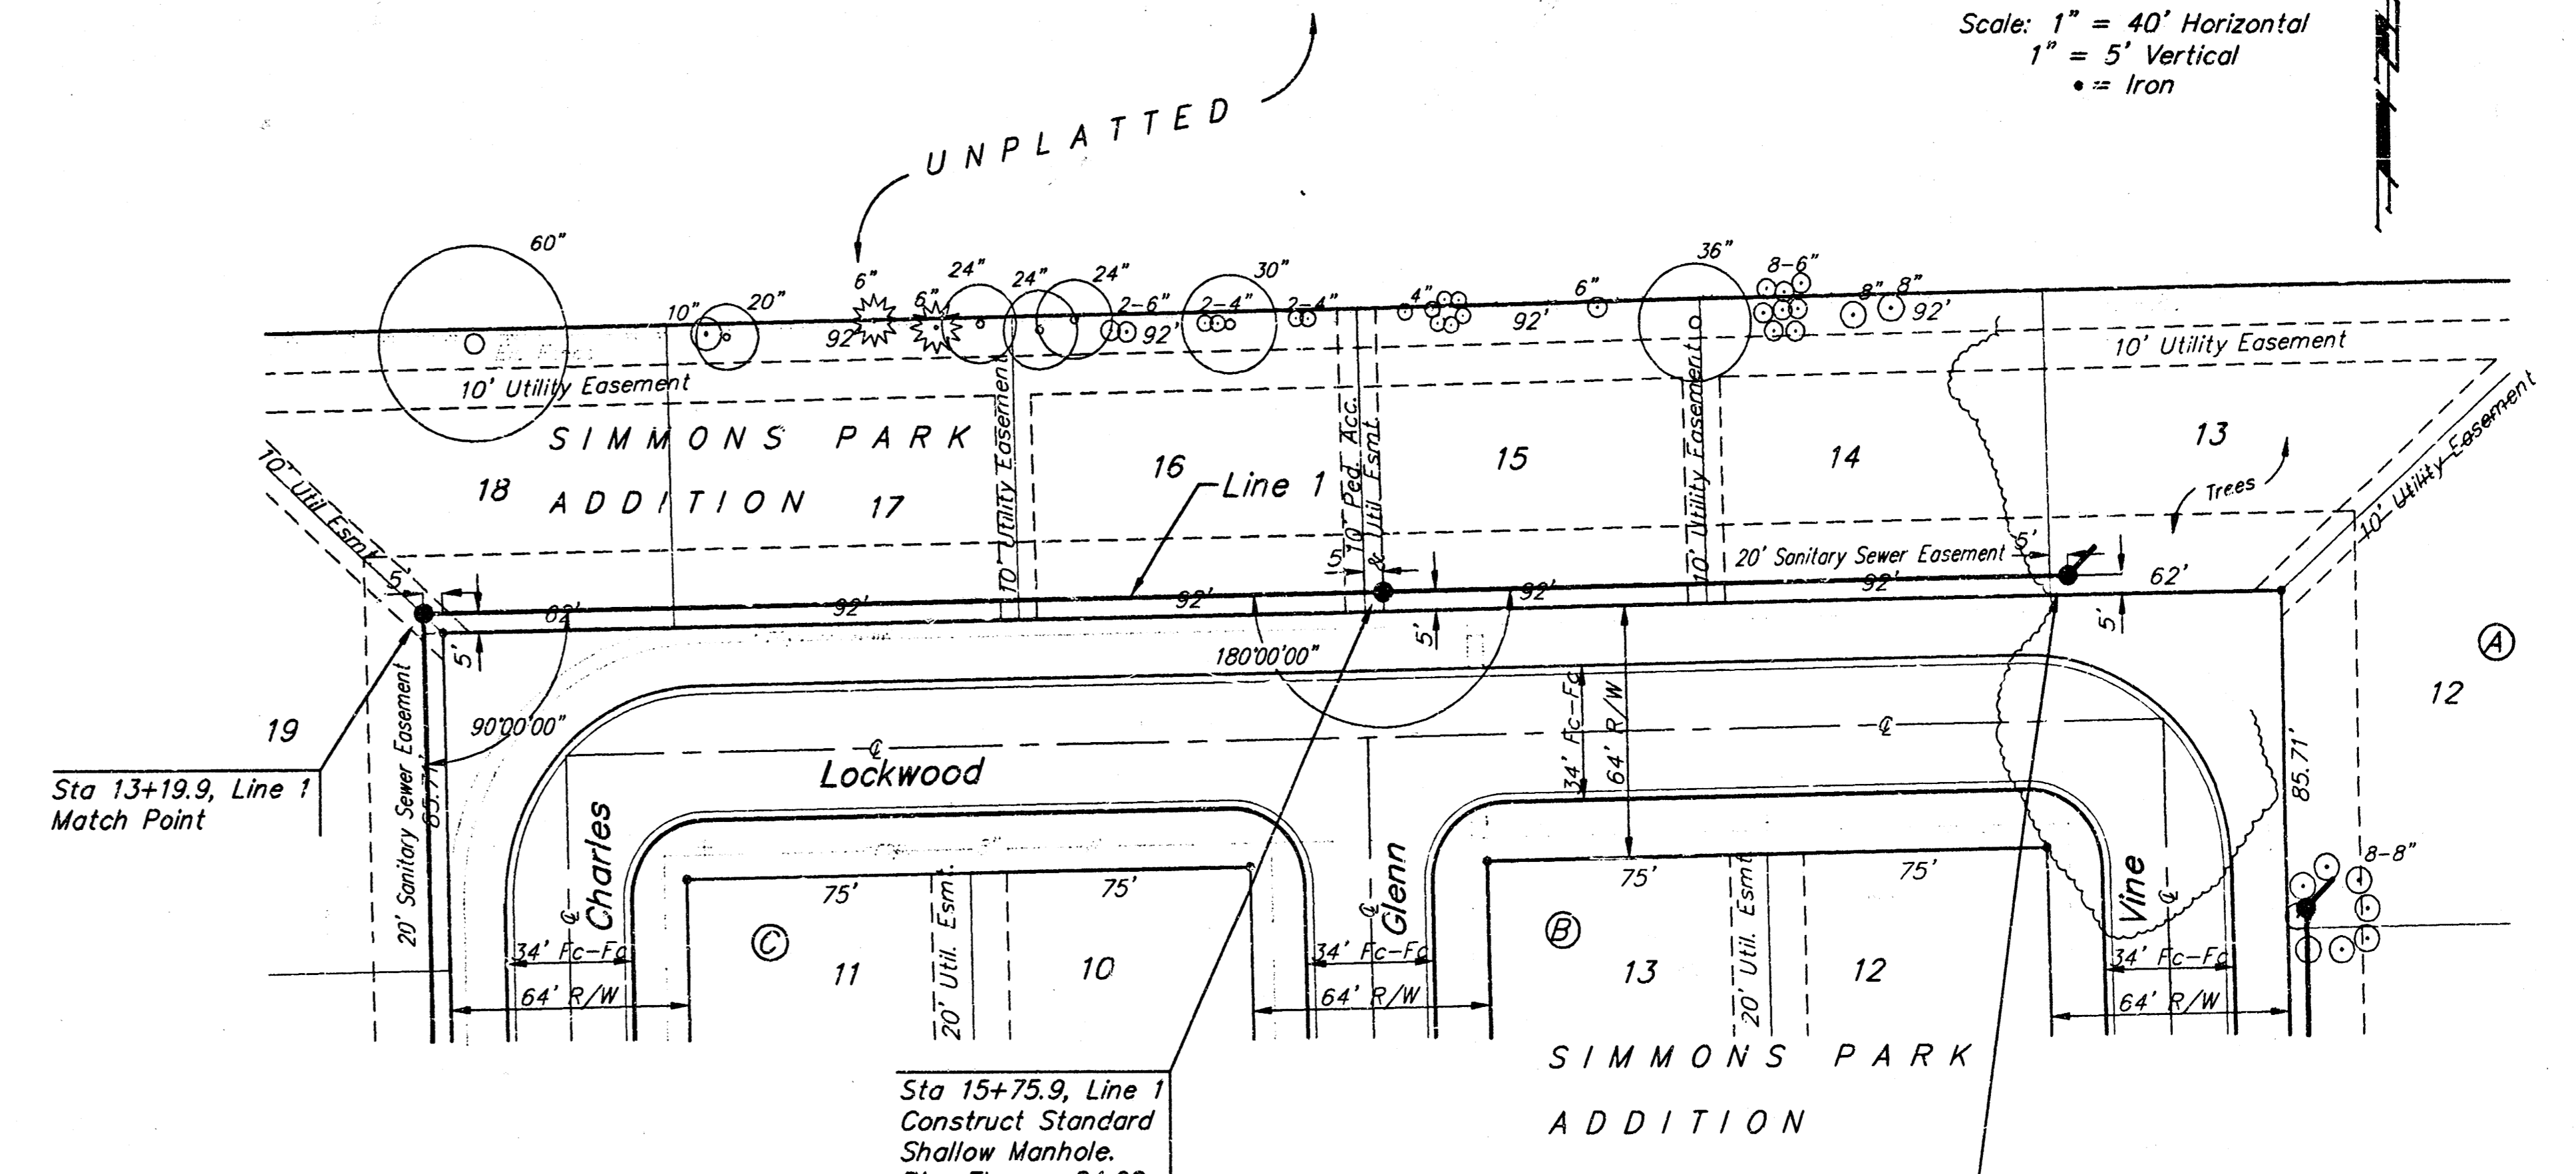 Scale: 1" = 40' Horizontal
1" = 5' Vertical
• = Iron
UNPLATTED
60"
10"
20"
6"
6"
24"
24"
24"
2-6"
2-4"
30"
2-4"
4"
6"
36"
8-6"
8"
8"
92'
92'
92'
92'
10' Utility Easement
10' Utility Easement
SIMMONS PARK
ADDITION
18
17
16
Line 1
15
14
13
Trees
10' Util Esmt
10' Utility Easement
10' Ped. Acc.
& Util Esmt.
10' Utility Easement
10' Utility Easement
20' Sanitary Sewer Easement
5'
5'
5
5'
5'
5'
62'
92'
92'
92'
92'
62'
180°00'00"
90°00'00"
19
20' Sanitary Sewer Easement
85.71'
Sta 13+19.9, Line 1
Match Point
℄
Lockwood
℄
34' Fc-Fc
64' R/W
85.71'
A
12
Charles
℄
Glenn
℄
Vine
℄
8-8"
75'
75'
75'
75'
20' Util. Esmt.
20' Util. Esmt
C
B
34' Fc-Fc
34' Fc-Fc
34' Fc-Fc
11
10
13
12
64' R/W
64' R/W
64' R/W
SIMMONS PARK
ADDITION
Sta 15+75.9, Line 1
Construct Standard
Shallow Manhole.